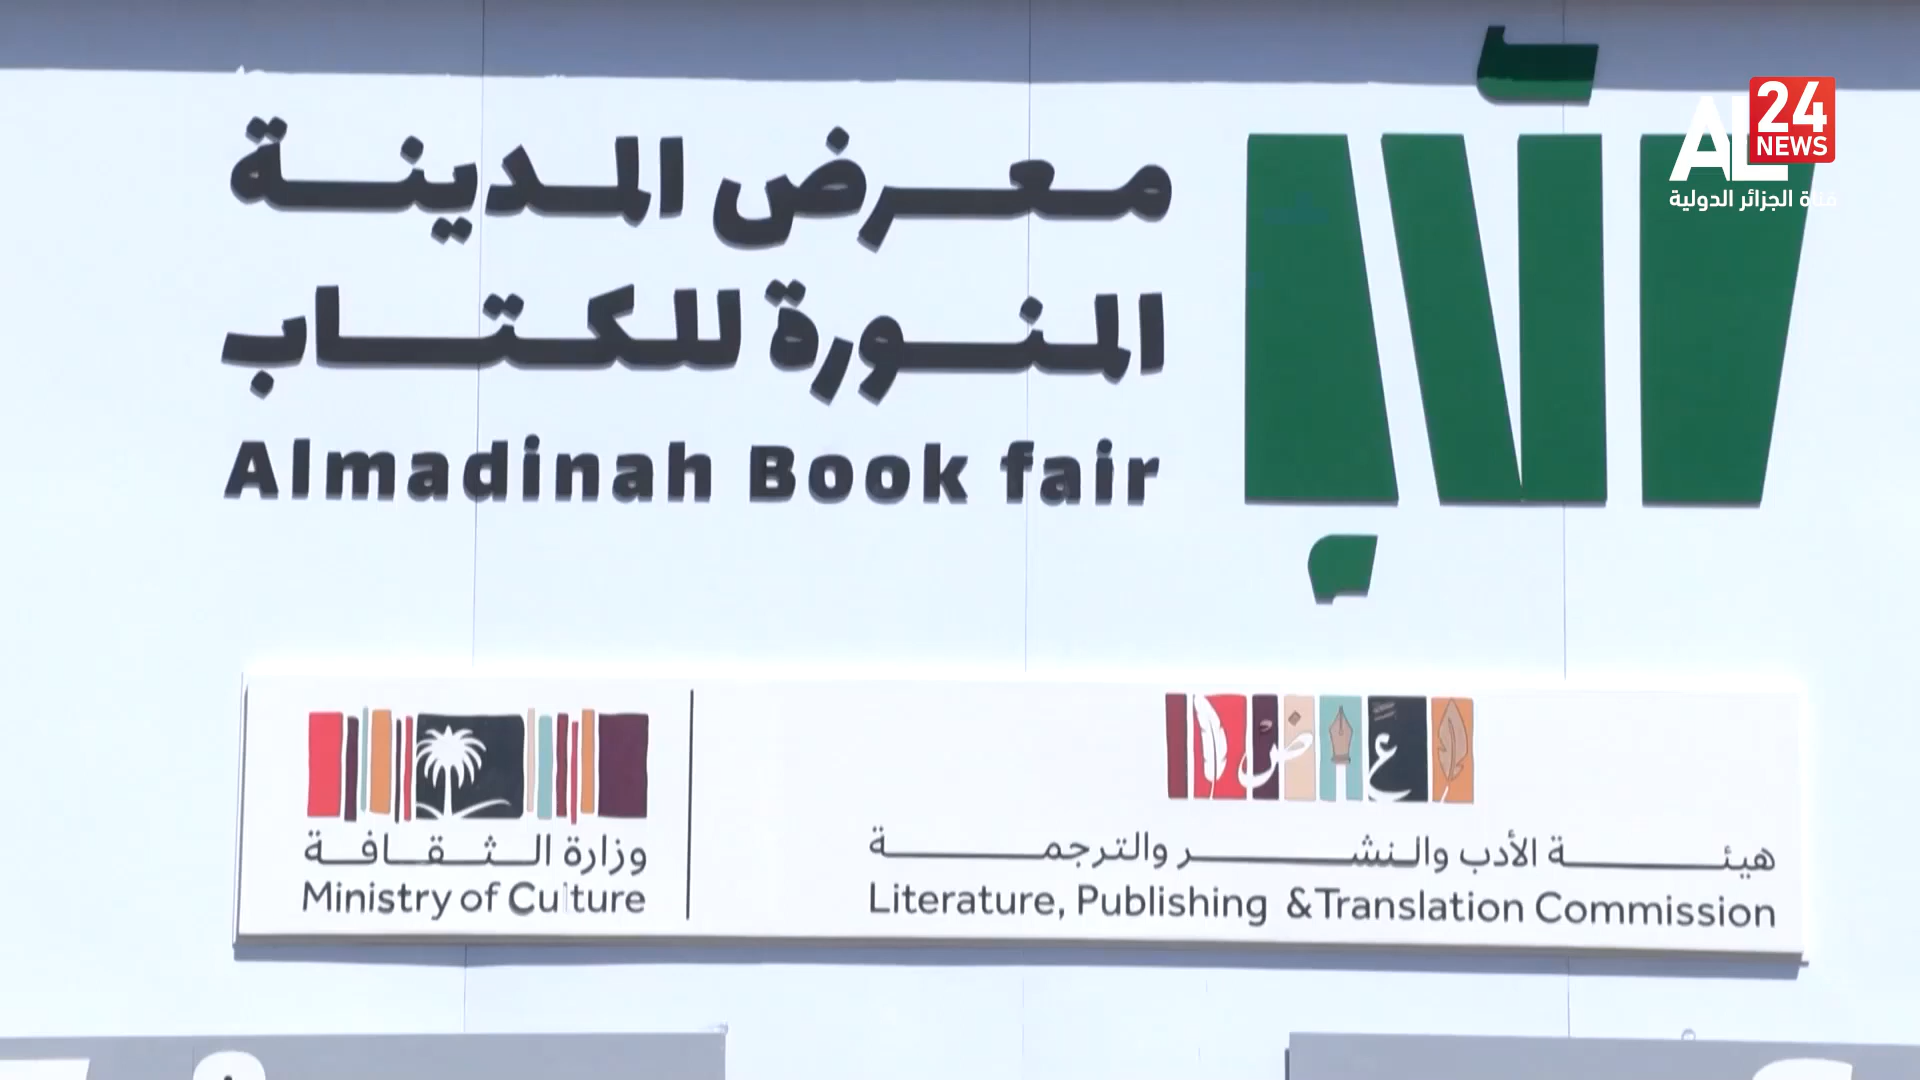 معرض المدينة
المنورة للكتاب
Almadinah Book fair
AL
24
NEWS
قناة الجزائر الدولية
وزارة الثقافة
Ministry of Culture
ض
ع
هيئة الأدب والنشر والترجمة
Literature, Publishing & Translation Commission